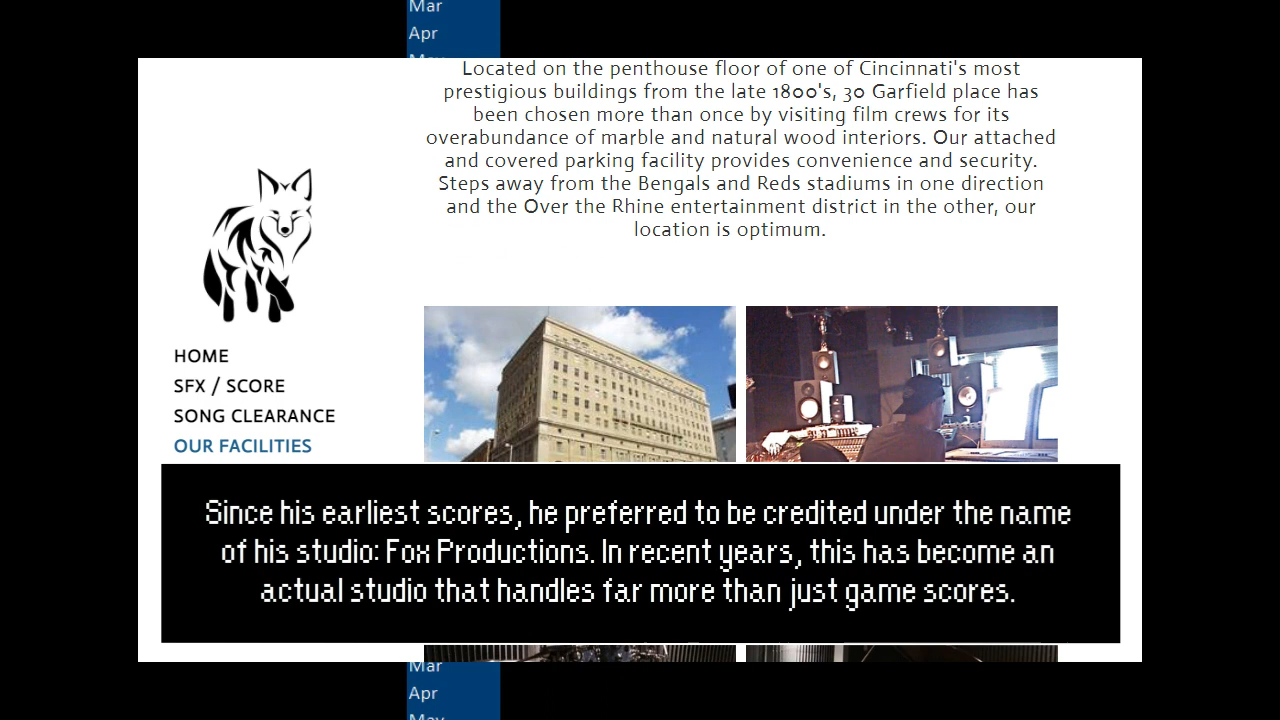 Mar
Apr
Located on the penthouse floor of one of Cincinnati's most
prestigious buildings from the late 1800's, 30 Garfield place has
been chosen more than once by visiting film crews for its
overabundance of marble and natural wood interiors. Our attached
and covered parking facility provides convenience and security.
Steps away from the Bengals and Reds stadiums in one direction
and the Over the Rhine entertainment district in the other, our
location is optimum.
HOME
SFX / SCORE
SONG CLEARANCE
OUR FACILITIES
Since his earliest scores, he preferred to be credited under the name
of his studio: Fox Productions. In recent years, this has become an
actual studio that handles far more than just game scores.
Mar
Apr